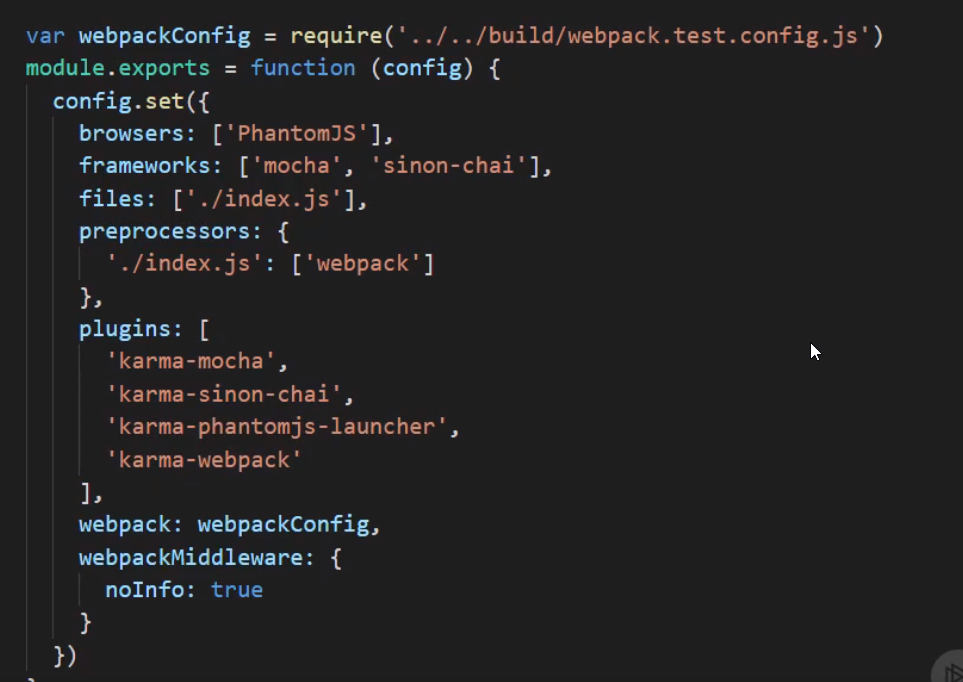 var webpackConfig = require('../../build/webpack.test.config.js')
module.exports = function (config) {
  config.set({
    browsers: ['PhantomJS'],
    frameworks: ['mocha', 'sinon-chai'],
    files: ['./index.js'],
    preprocessors: {
      './index.js': ['webpack']
    },
    plugins: [
      'karma-mocha',
      'karma-sinon-chai',
      'karma-phantomjs-launcher',
      'karma-webpack'
    ],
    webpack: webpackConfig,
    webpackMiddleware: {
      noInfo: true
    }
  })